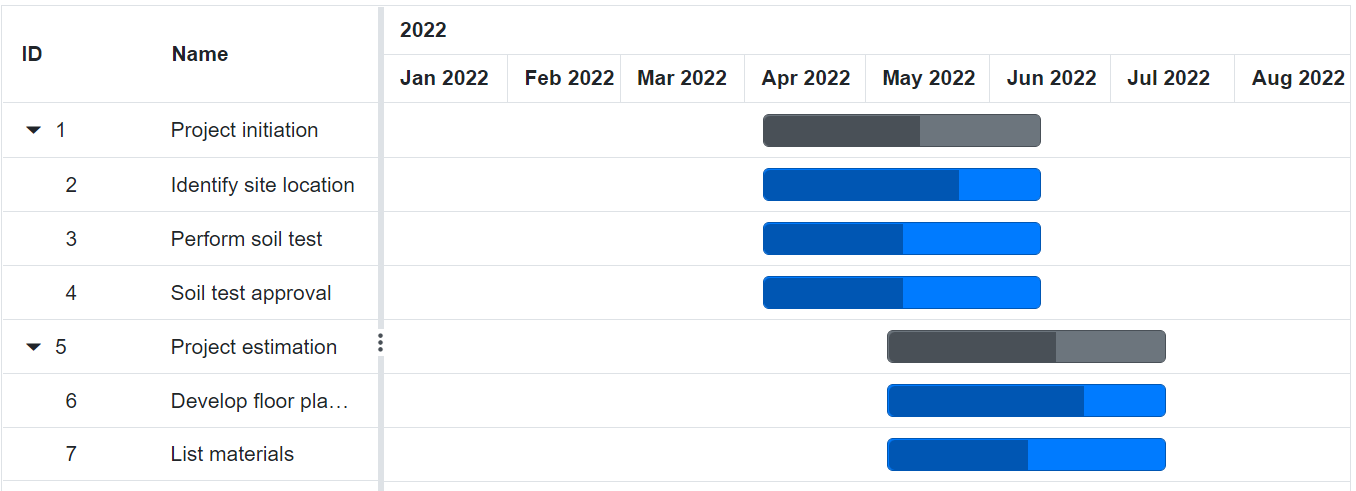 2022
ID Name
Jan 2022 Feb 2022 Mar 2022 Apr 2022 May 2022 Jun 2022 Jul 2022 Aug 2022
1 Project initiation
2 Identify site location
3 Perform soil test
4 Soil test approval
5 Project estimation
6 Develop floor pla…
7 List materials